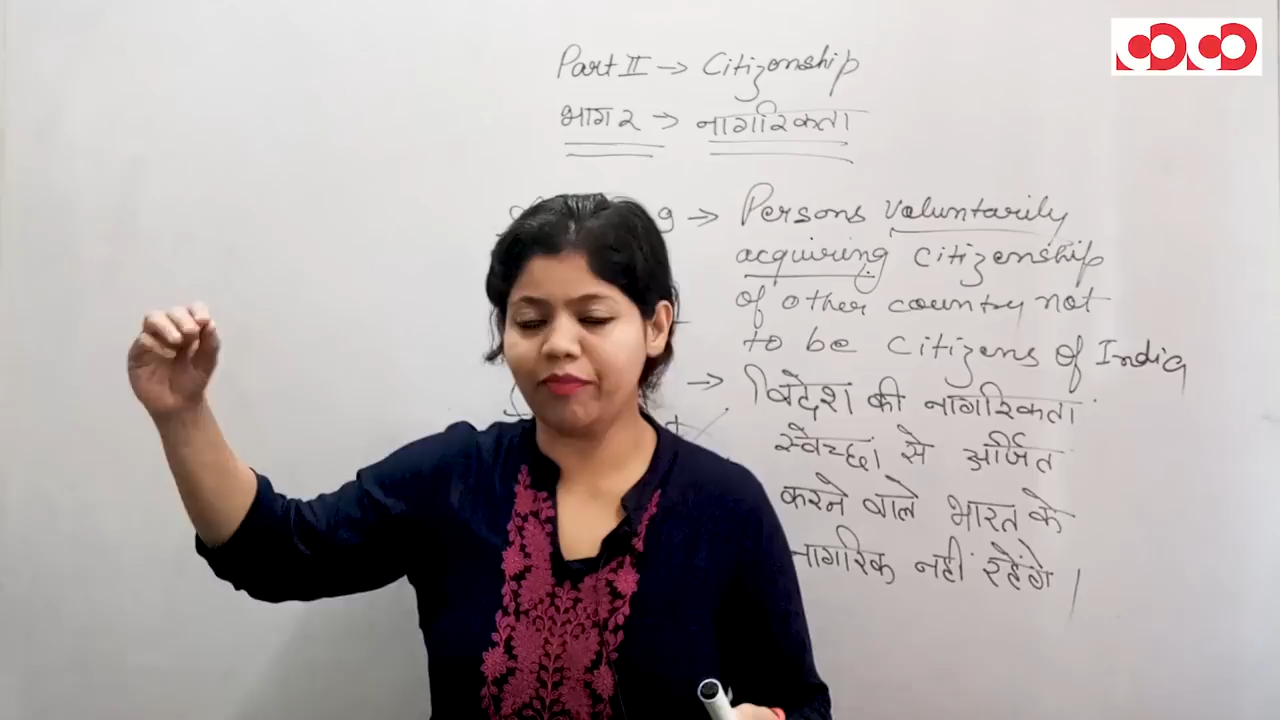 Part II → Citizenship
भाग २ → नागरिकता
9 → Persons voluntarily
acquiring citizenship
of other country not
to be citizens of India
→ विदेश की नागरिकता
स्वेच्छा से अर्जित
करने वाले भारत के
नागरिक नहीं रहेंगे।